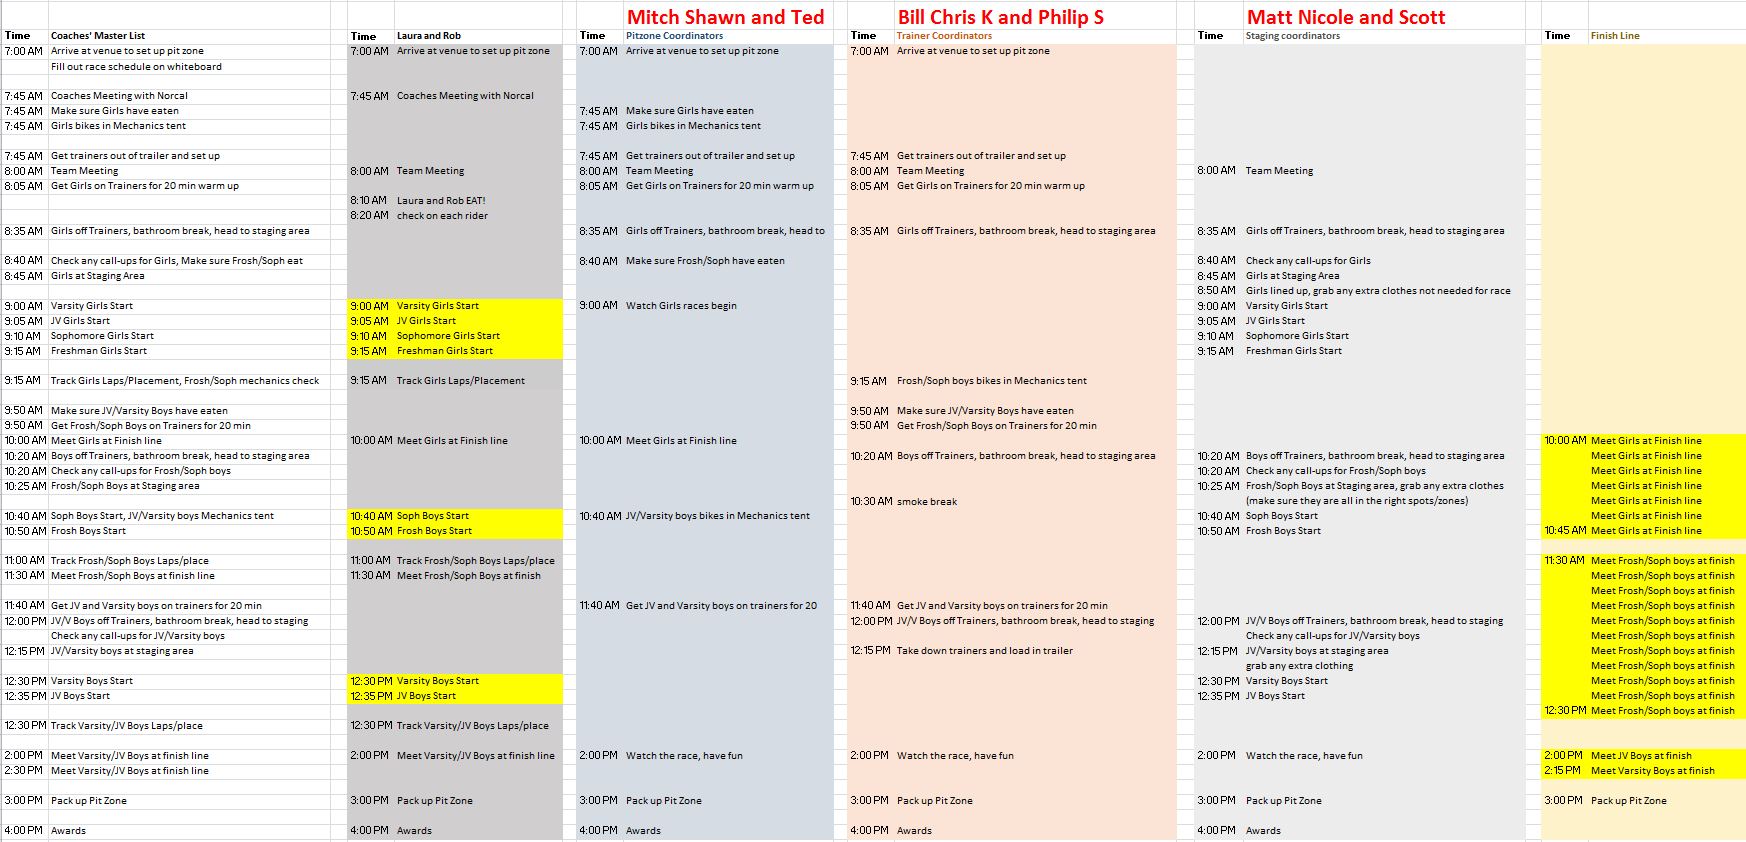 Mitch Shawn and Ted Bill Chris K and Philip S Matt Nicole and Scott
Time Coaches' Master List Time Laura and Rob Time Pitzone Coordinators Time Trainer Coordinators Time Staging coordinators Time Finish Line
7:00 AM Arrive at venue to set up pit zone 7:00 AM Arrive at venue to set up pit zone 7:00 AM Arrive at venue to set up pit zone 7:00 AM Arrive at venue to set up pit zone
Fill out race schedule on whiteboard
7:45 AM Coaches Meeting with Norcal 7:45 AM Coaches Meeting with Norcal
7:45 AM Make sure Girls have eaten 7:45 AM Make sure Girls have eaten
7:45 AM Girls bikes in Mechanics tent 7:45 AM Girls bikes in Mechanics tent
7:45 AM Get trainers out of trailer and set up 7:45 AM Get trainers out of trailer and set up 7:45 AM Get trainers out of trailer and set up
8:00 AM Team Meeting 8:00 AM Team Meeting 8:00 AM Team Meeting 8:00 AM Team Meeting 8:00 AM Team Meeting
8:05 AM Get Girls on Trainers for 20 min warm up 8:05 AM Get Girls on Trainers for 20 min warm up 8:05 AM Get Girls on Trainers for 20 min warm up
8:10 AM Laura and Rob EAT!
8:20 AM check on each rider
8:35 AM Girls off Trainers, bathroom break, head to staging area 8:35 AM Girls off Trainers, bathroom break, head to 8:35 AM Girls off Trainers, bathroom break, head to staging area 8:35 AM Girls off Trainers, bathroom break, head to staging area
8:40 AM Check any call-ups for Girls, Make sure Frosh/Soph eat 8:40 AM Make sure Frosh/Soph have eaten 8:40 AM Check any call-ups for Girls
8:45 AM Girls at Staging Area 8:45 AM Girls at Staging Area
8:50 AM Girls lined up, grab any extra clothes not needed for race
9:00 AM Varsity Girls Start 9:00 AM Varsity Girls Start 9:00 AM Watch Girls races begin 9:00 AM Varsity Girls Start
9:05 AM JV Girls Start 9:05 AM JV Girls Start 9:05 AM JV Girls Start
9:10 AM Sophomore Girls Start 9:10 AM Sophomore Girls Start 9:10 AM Sophomore Girls Start
9:15 AM Freshman Girls Start 9:15 AM Freshman Girls Start 9:15 AM Freshman Girls Start
9:15 AM Track Girls Laps/Placement, Frosh/Soph mechanics check 9:15 AM Track Girls Laps/Placement 9:15 AM Frosh/Soph boys bikes in Mechanics tent
9:50 AM Make sure JV/Varsity Boys have eaten 9:50 AM Make sure JV/Varsity Boys have eaten
9:50 AM Get Frosh/Soph Boys on Trainers for 20 min 9:50 AM Get Frosh/Soph Boys on Trainers for 20 min
10:00 AM Meet Girls at Finish line 10:00 AM Meet Girls at Finish line 10:00 AM Meet Girls at Finish line 10:00 AM Meet Girls at Finish line
10:20 AM Boys off Trainers, bathroom break, head to staging area 10:20 AM Boys off Trainers, bathroom break, head to staging area 10:20 AM Boys off Trainers, bathroom break, head to staging area Meet Girls at Finish line
10:20 AM Check any call-ups for Frosh/Soph boys 10:20 AM Check any call-ups for Frosh/Soph boys Meet Girls at Finish line
10:25 AM Frosh/Soph Boys at Staging area 10:25 AM Frosh/Soph Boys at Staging area, grab any extra clothes Meet Girls at Finish line
10:30 AM smoke break (make sure they are all in the right spots/zones) Meet Girls at Finish line
10:40 AM Soph Boys Start, JV/Varsity boys Mechanics tent 10:40 AM Soph Boys Start 10:40 AM JV/Varsity boys bikes in Mechanics tent 10:40 AM Soph Boys Start Meet Girls at Finish line
10:50 AM Frosh Boys Start 10:50 AM Frosh Boys Start 10:50 AM Frosh Boys Start 10:45 AM Meet Girls at Finish line
11:00 AM Track Frosh/Soph Boys Laps/place 11:00 AM Track Frosh/Soph Boys Laps/place 11:30 AM Meet Frosh/Soph boys at finish
11:30 AM Meet Frosh/Soph Boys at finish line 11:30 AM Meet Frosh/Soph Boys at finish Meet Frosh/Soph boys at finish
Meet Frosh/Soph boys at finish
11:40 AM Get JV and Varsity boys on trainers for 20 min 11:40 AM Get JV and Varsity boys on trainers for 20 11:40 AM Get JV and Varsity boys on trainers for 20 min Meet Frosh/Soph boys at finish
12:00 PM JV/V Boys off Trainers, bathroom break, head to staging 12:00 PM JV/V Boys off Trainers, bathroom break, head to staging 12:00 PM JV/V Boys off Trainers, bathroom break, head to staging Meet Frosh/Soph boys at finish
Check any call-ups for JV/Varsity boys Check any call-ups for JV/Varsity boys Meet Frosh/Soph boys at finish
12:15 PM JV/Varsity boys at staging area 12:15 PM Take down trainers and load in trailer 12:15 PM JV/Varsity boys at staging area Meet Frosh/Soph boys at finish
grab any extra clothing Meet Frosh/Soph boys at finish
12:30 PM Varsity Boys Start 12:30 PM Varsity Boys Start 12:30 PM Varsity Boys Start Meet Frosh/Soph boys at finish
12:35 PM JV Boys Start 12:35 PM JV Boys Start 12:35 PM JV Boys Start Meet Frosh/Soph boys at finish
12:30 PM Meet Frosh/Soph boys at finish
12:30 PM Track Varsity/JV Boys Laps/place 12:30 PM Track Varsity/JV Boys Laps/place
2:00 PM Meet Varsity/JV Boys at finish line 2:00 PM Meet Varsity/JV Boys at finish line 2:00 PM Watch the race, have fun 2:00 PM Watch the race, have fun 2:00 PM Watch the race, have fun 2:00 PM Meet JV Boys at finish
2:30 PM Meet Varsity/JV Boys at finish line 2:15 PM Meet Varsity Boys at finish
3:00 PM Pack up Pit Zone 3:00 PM Pack up Pit Zone 3:00 PM Pack up Pit Zone 3:00 PM Pack up Pit Zone 3:00 PM Pack up Pit Zone 3:00 PM Pack up Pit Zone
4:00 PM Awards 4:00 PM Awards 4:00 PM Awards 4:00 PM Awards 4:00 PM Awards